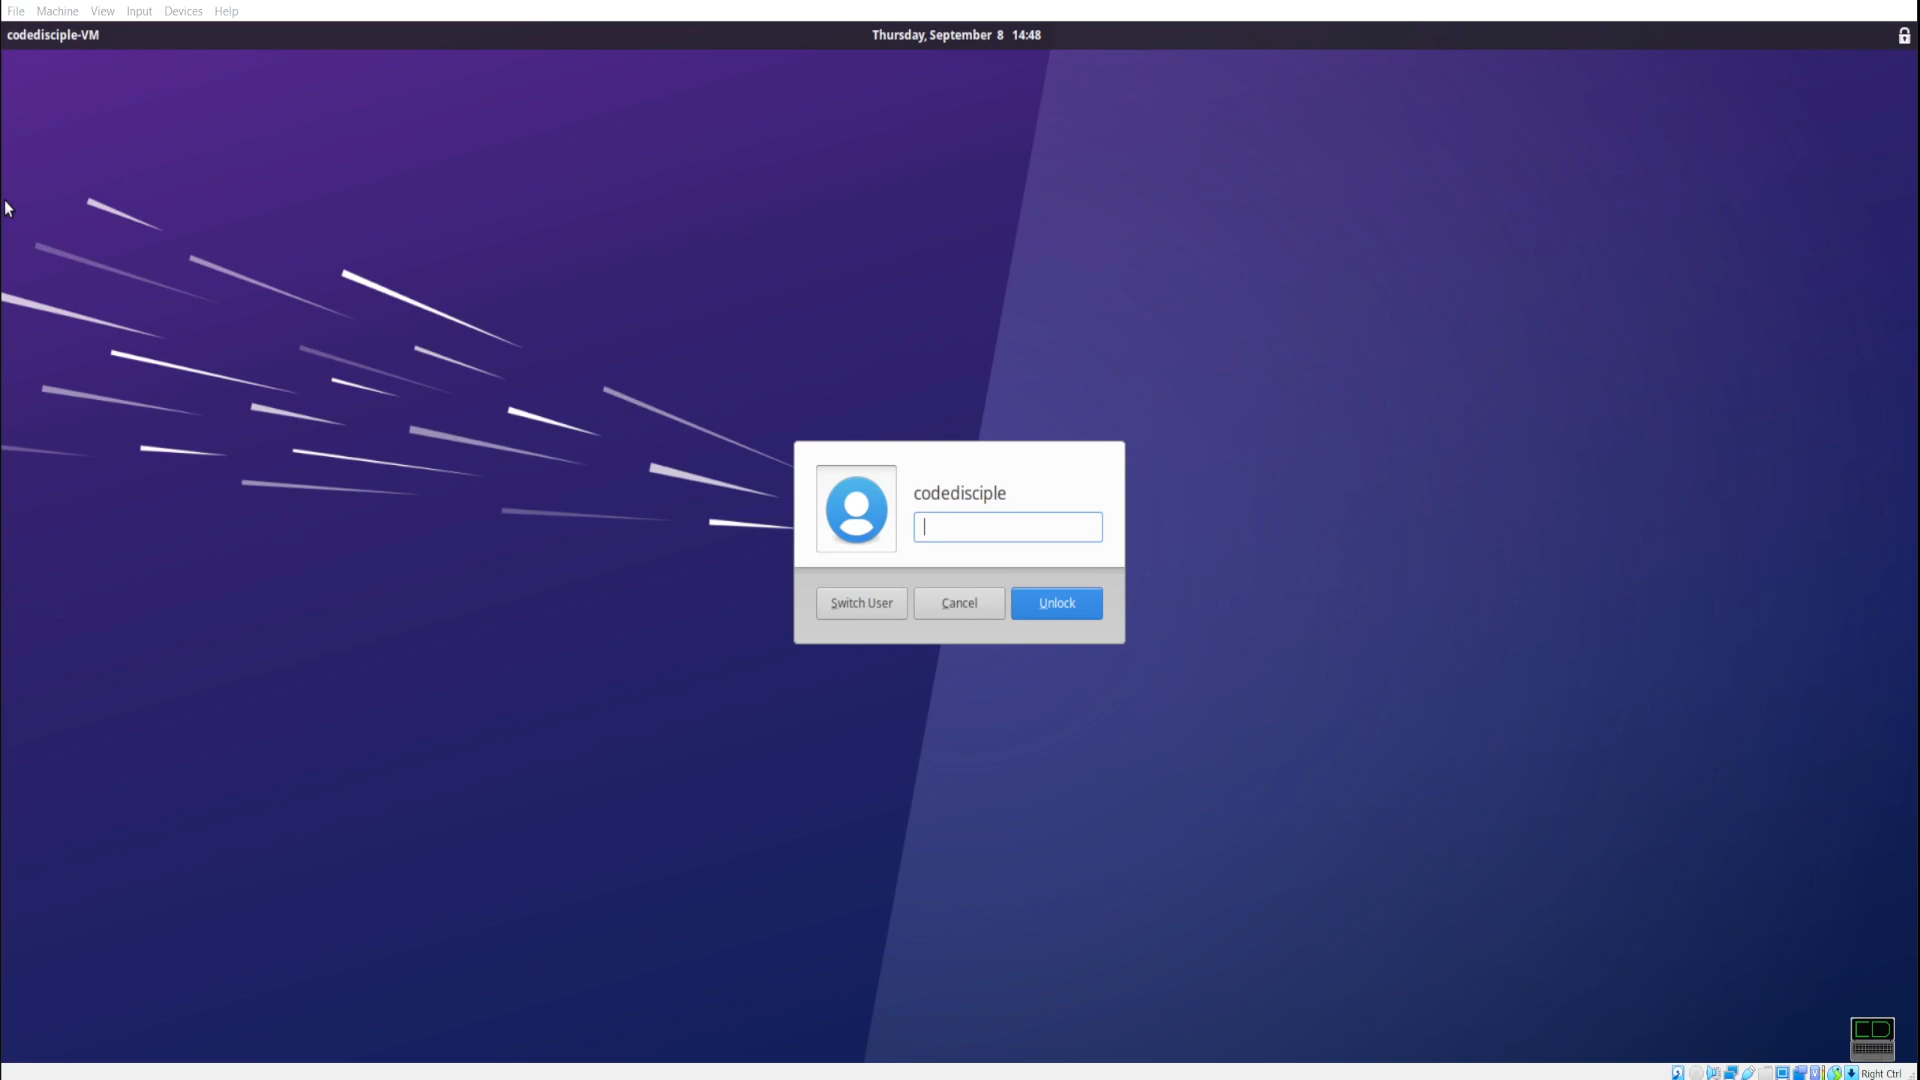 File Machine View Input Devices Help
codedisciple-VM Thursday, September 8 14:48
codedisciple
Switch User Cancel Unlock
CD
Right Ctrl